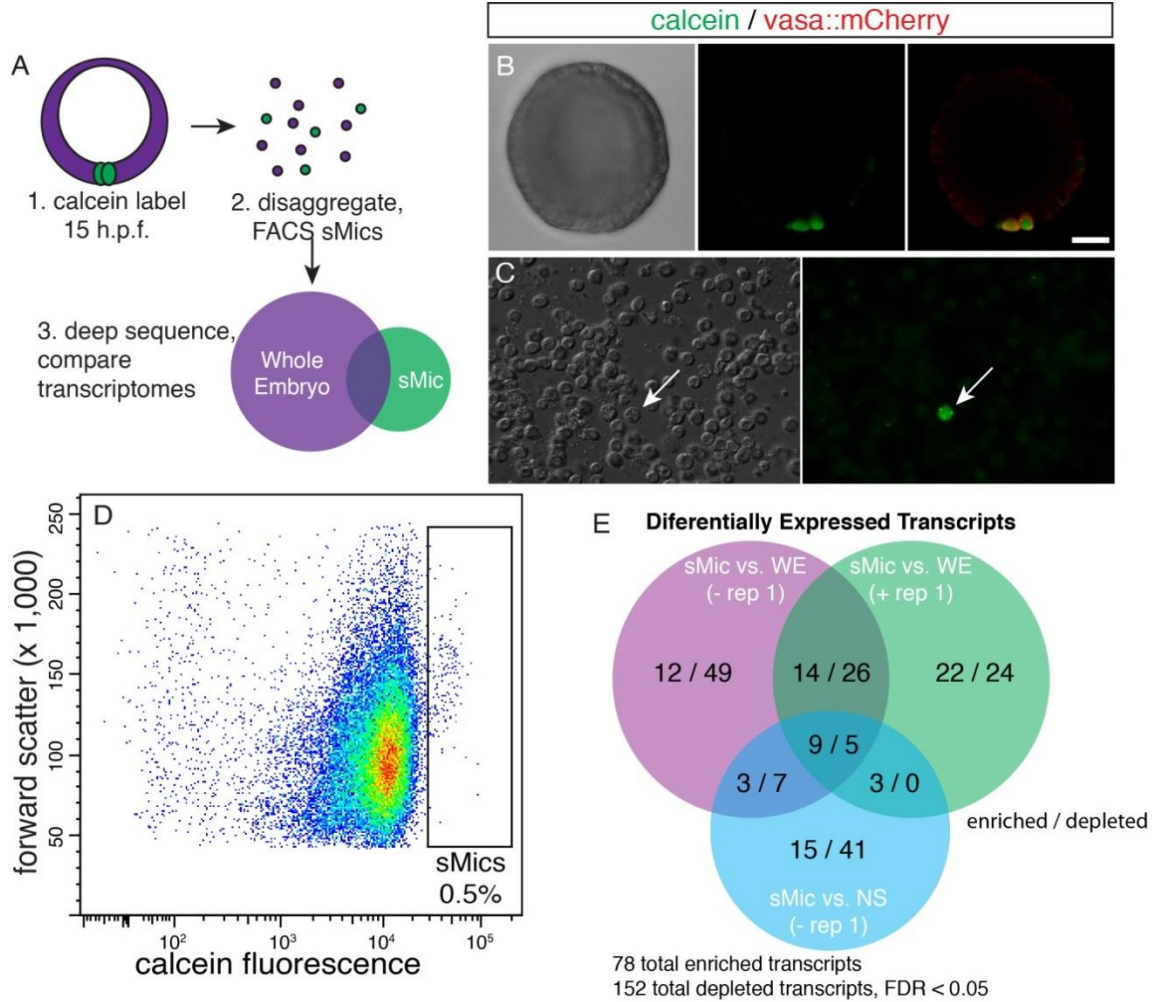 calcein / vasa::mCherry
A
1. calcein label
15 h.p.f.
2. disaggregate,
FACS sMics
3. deep sequence,
compare
transcriptomes
Whole
Embryo
sMic
B
C
D
forward scatter (x 1,000)
250
200
150
100
50
sMics
0.5%
10²
10³
10⁴
10⁵
calcein fluorescence
E
Diferentially Expressed Transcripts
sMic vs. WE
(- rep 1)
sMic vs. WE
(+ rep 1)
12 / 49
14 / 26
22 / 24
9 / 5
3 / 7
3 / 0
enriched / depleted
15 / 41
sMic vs. NS
(- rep 1)
78 total enriched transcripts
152 total depleted transcripts, FDR < 0.05